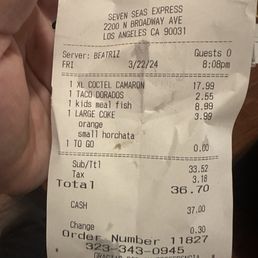 SEVEN SEAS EXPRESS
2200 N BROADWAY AVE
LOS ANGELES CA 90031
Server: BEATRIZ Guests 0
FRI 3/22/24 8:08pm
1 XL COCTEL CAMARON 17.99
1 TACO DORADOS 2.55
1 kids meal fish 8.99
1 LARGE COKE 3.99
orange
small horchata
1 TO GO 0.00
Sub/Ttl 33.52
Tax 3.18
Total 36.70
CASH 37.00
Change 0.30
Order Number 11827
323-343-0945